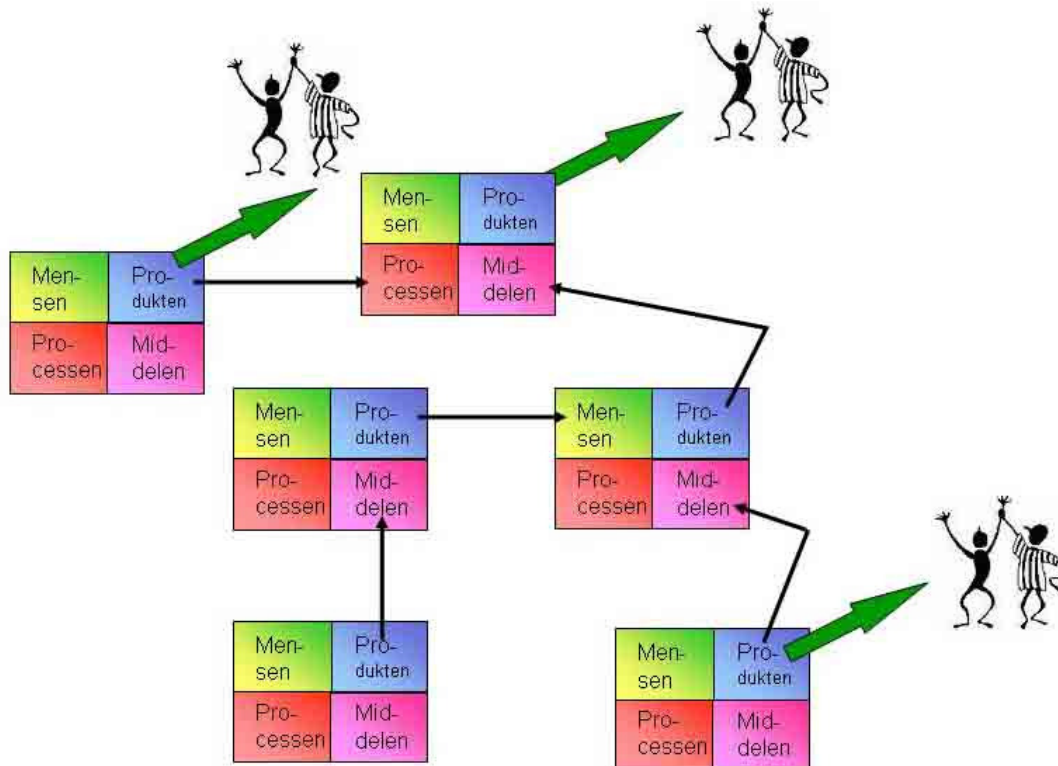 Men-
sen
Pro-
dukten
Pro-
cessen
Mid-
delen
Men-
sen
Pro-
dukten
Pro-
cessen
Mid-
delen
Men-
sen
Pro-
dukten
Pro-
cessen
Mid-
delen
Men-
sen
Pro-
dukten
Pro-
cessen
Mid-
delen
Men-
sen
Pro-
dukten
Pro-
cessen
Mid-
delen
Men-
sen
Pro-
dukten
Pro-
cessen
Mid-
delen